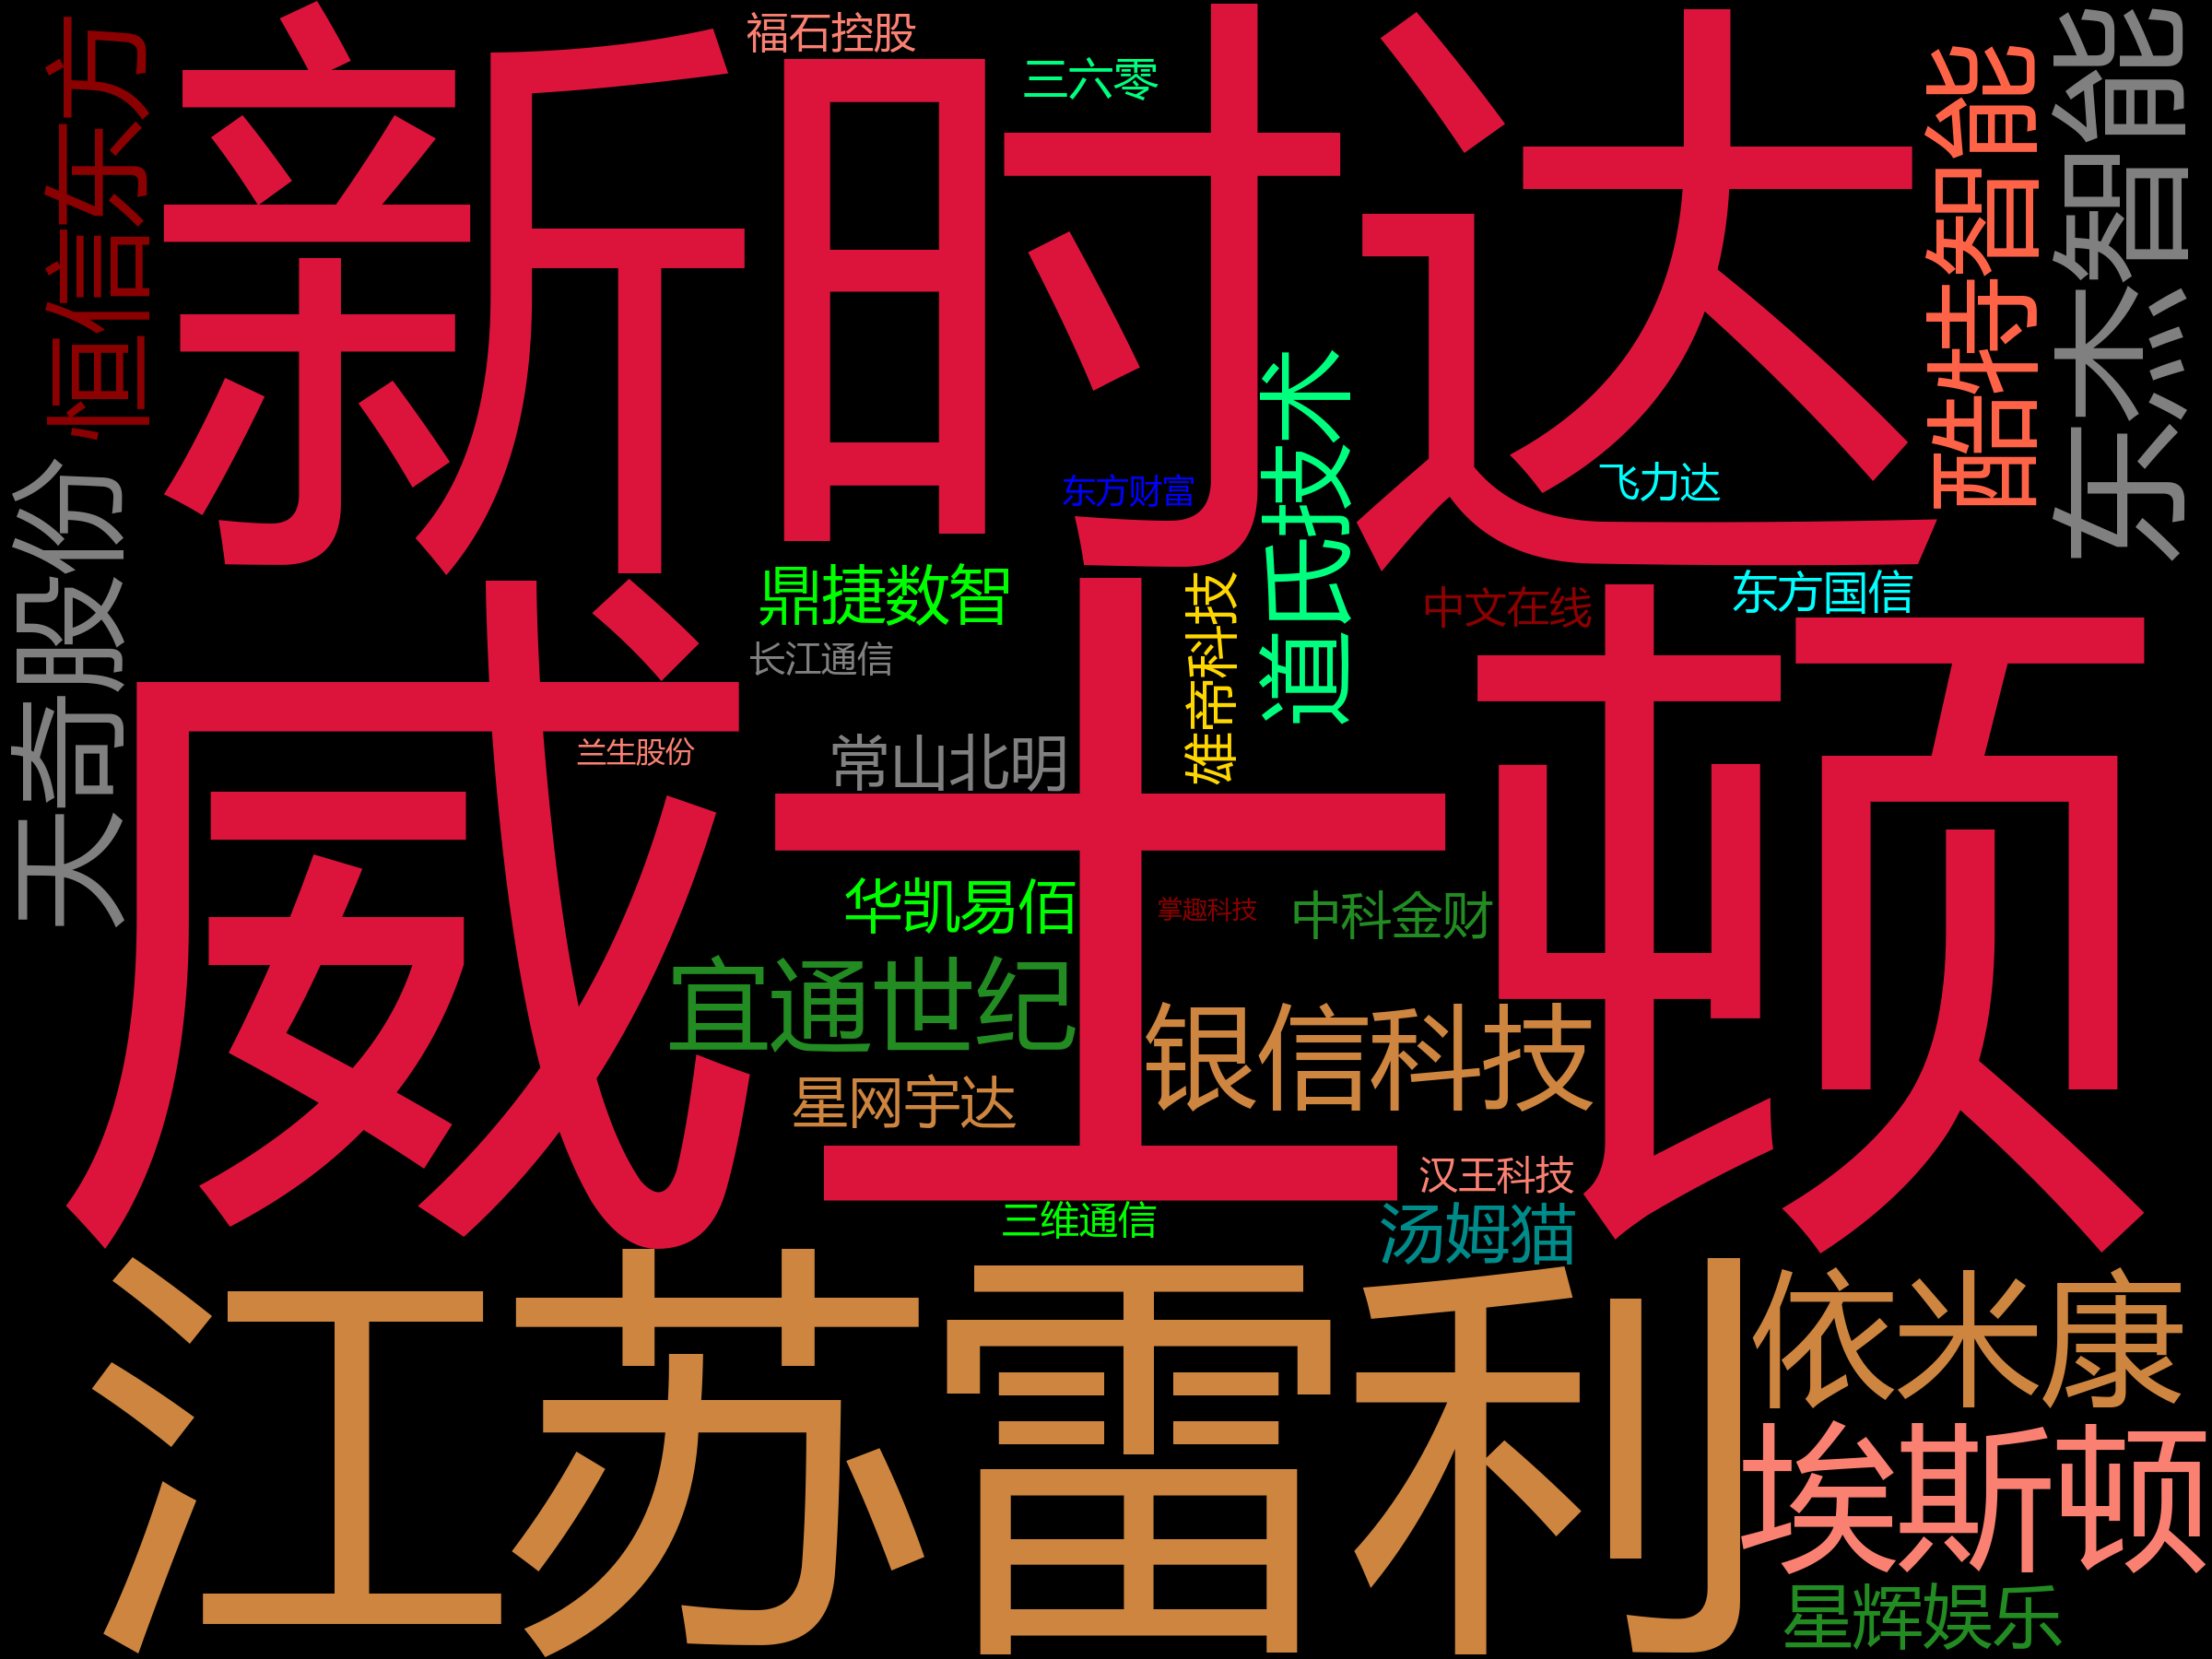 福石控股
三六零
恒信东方
新时达
酷特智能
东杰智能
道氏技术
东方财富
飞力达
天奇股份
鼎捷数智
维帝科技
中文在线
东方国信
长江通信
威士顿
兰生股份
常山北明
华凯易佰
掌趣科技
中科金财
宜通世纪
银信科技
星网宇达
汉王科技
三维通信
汤姆猫
江苏雷利
依米康
埃斯顿
星辉娱乐